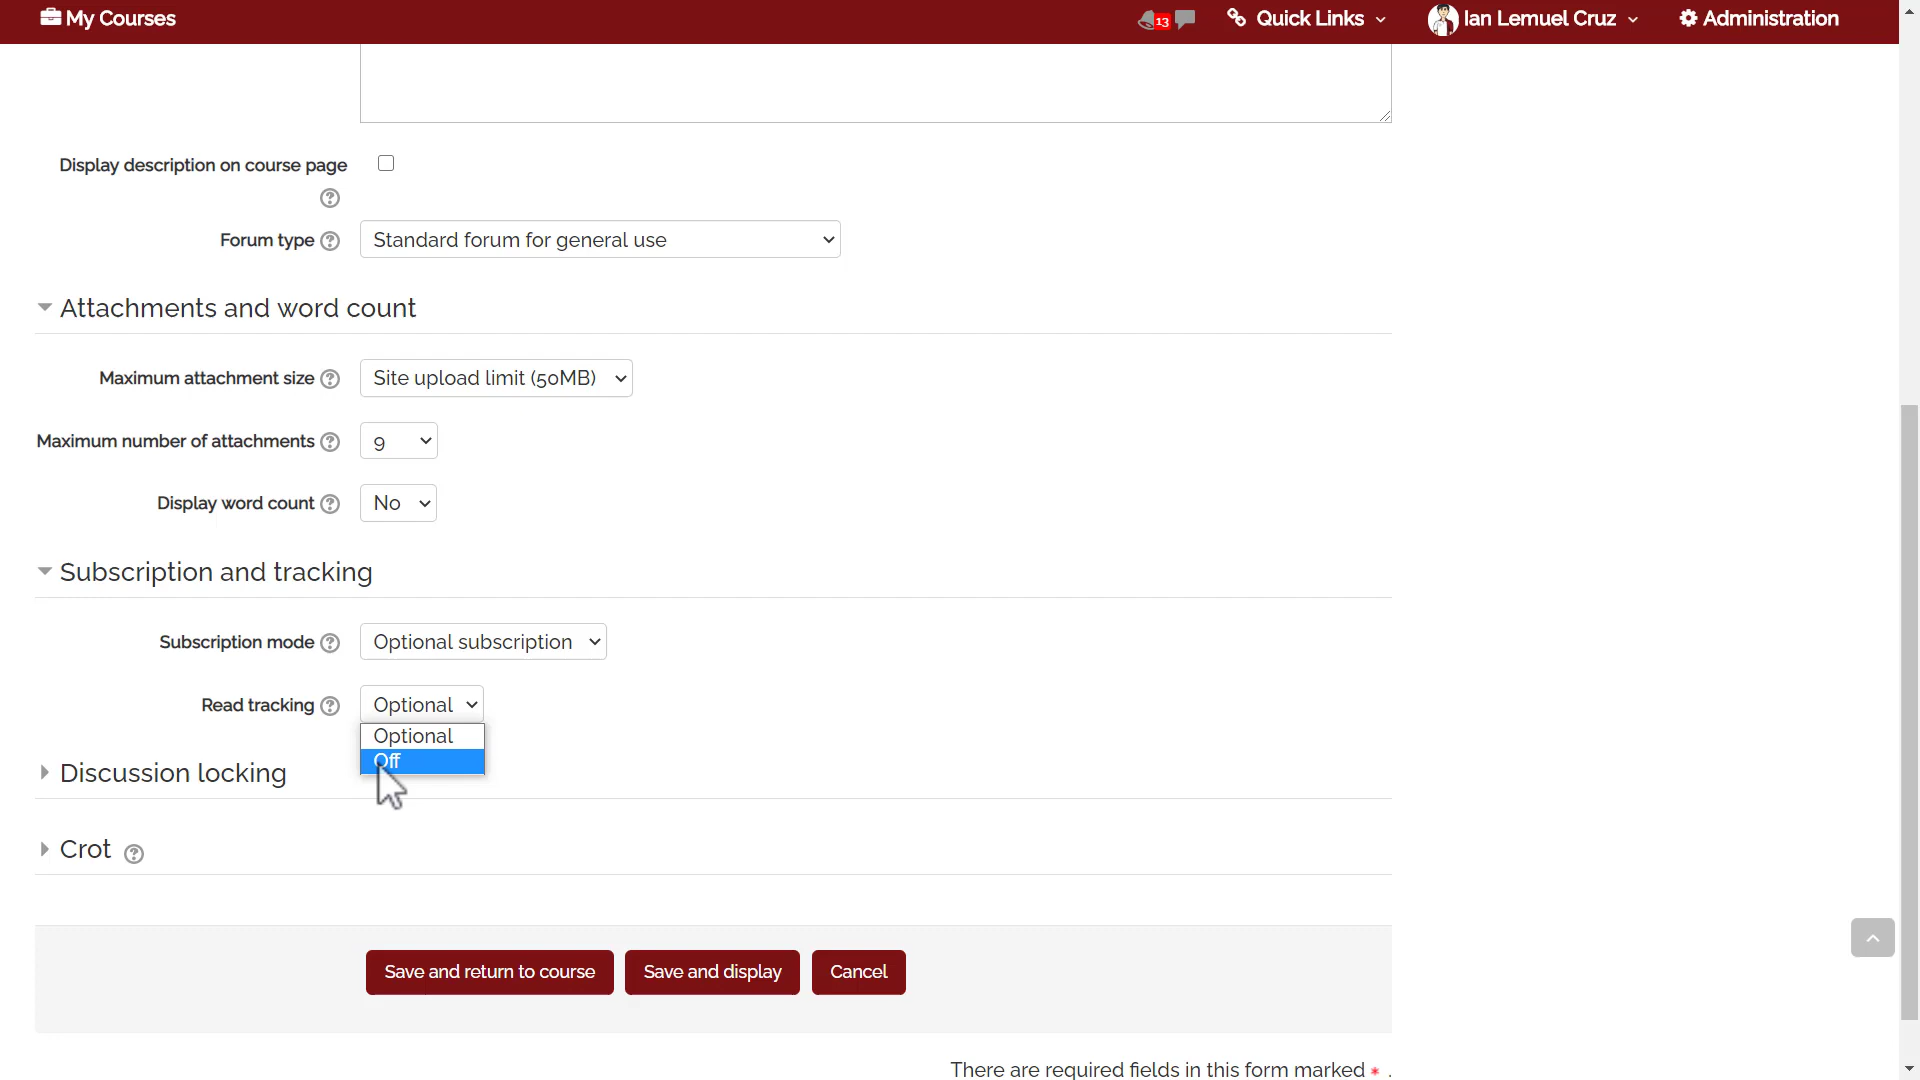 My Courses
13
Quick Links
Ian Lemuel Cruz
Administration
Display description on course page
Forum type
Standard forum for general use
Attachments and word count
Maximum attachment size
Site upload limit (50MB)
Maximum number of attachments
9
Display word count
No
Subscription and tracking
Subscription mode
Optional subscription
Read tracking
Optional
Optional
Off
Discussion locking
Crot
Save and return to course
Save and display
Cancel
There are required fields in this form marked * .